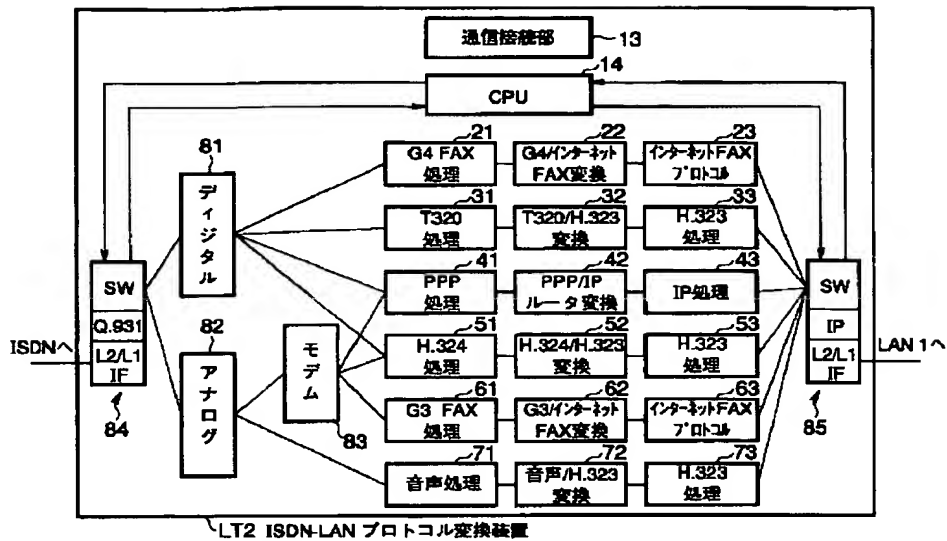 通信接続部
13
14
CPU
81
ディジタル
21
G4 FAX
処理
22
G4/インターネット
FAX変換
23
インターネットFAX
プロトコル
31
T320
処理
32
T320/H.323
変換
33
H.323
処理
41
PPP
処理
42
PPP/IP
ルータ変換
43
IP処理
SW
Q.931
L2/L1
IF
ISDNへ
84
82
アナログ
モデム
83
51
H.324
処理
52
H.324/H.323
変換
53
H.323
処理
SW
IP
L2/L1
IF
LAN 1へ
85
61
G3 FAX
処理
62
G3/インターネット
FAX変換
63
インターネットFAX
プロトコル
71
音声処理
72
音声/H.323
変換
73
H.323
処理
LT2 ISDN-LAN プロトコル変換装置